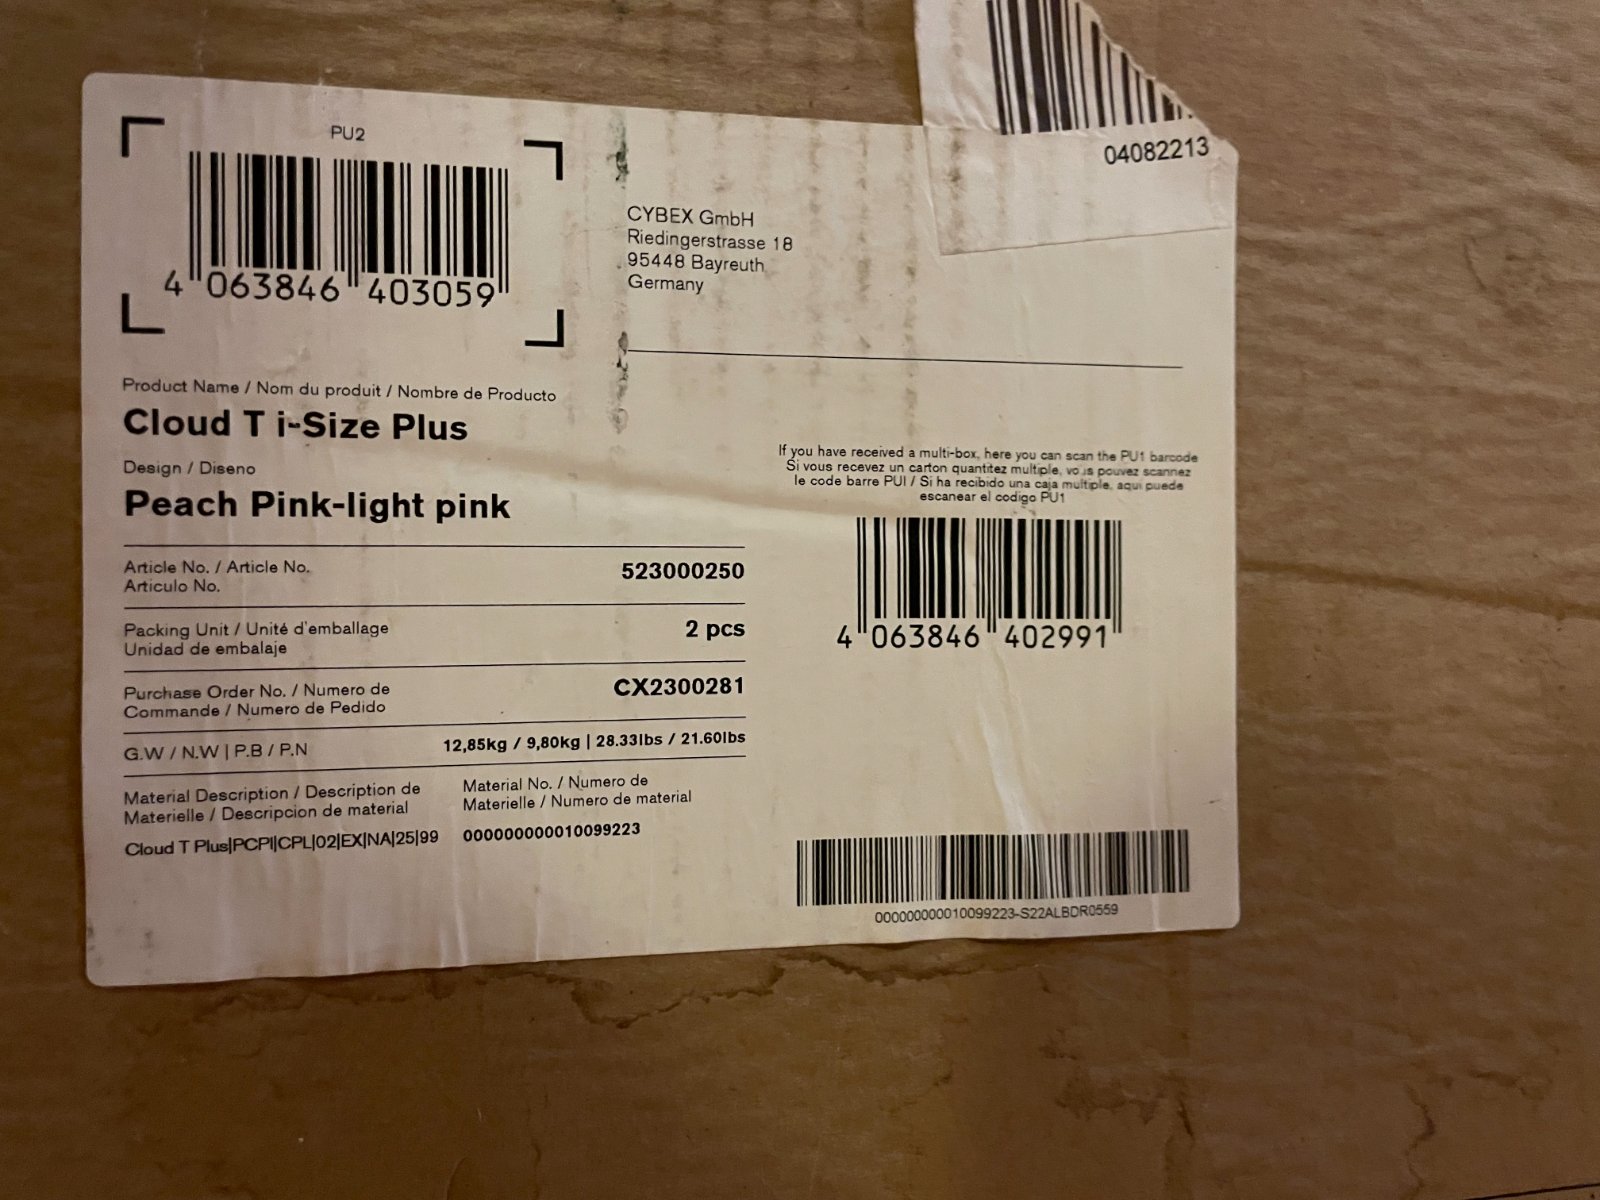 PU2
4 063846 403059
04082213
CYBEX GmbH
Riedingerstrasse 18
95448 Bayreuth
Germany
Product Name / Nom du produit / Nombre de Producto
Cloud T i-Size Plus
Design / Diseno
Peach Pink-light pink
Article No. / Article No.
Articulo No.
523000250
Packing Unit / Unité d'emballage
Unidad de embalaje
2 pcs
Purchase Order No. / Numero de
Commande / Numero de Pedido
CX2300281
G.W / N.W | P.B / P.N
12,85kg / 9,80kg | 28.33lbs / 21.60lbs
Material Description / Description de
Materielle / Descripcion de material
Cloud T Plus|PCPI|CPL|02|EX|NA|25|99
Material No. / Numero de
Materielle / Numero de material
000000000010099223
If you have received a multi-box, here you can scan the PU1 barcode
Si vous recevez un carton quantitez multiple, vous pouvez scannez
le code barre PUI / Si ha recibido una caja multiple, aqui puede
escanear el codigo PU1
4 063846 402991
000000000010099223-S22ALBDR0559